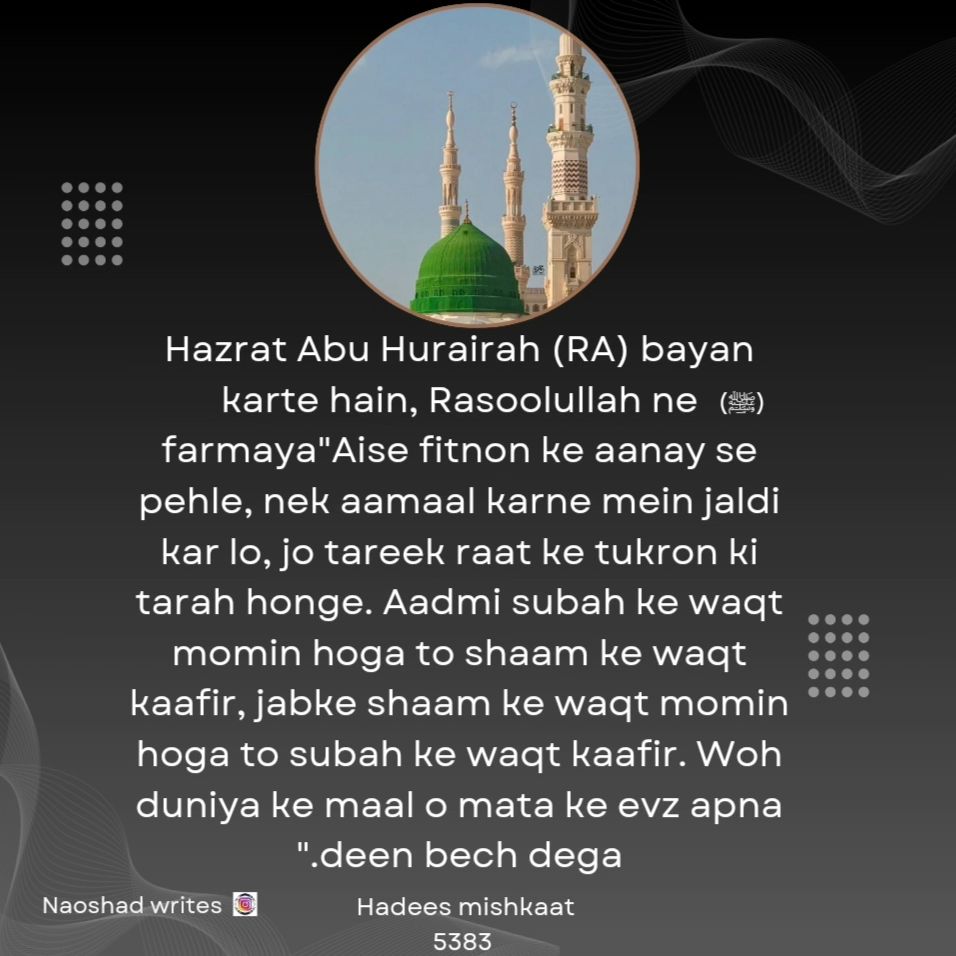 Hazrat Abu Hurairah (RA) bayan
karte hain, Rasoolullah ne (ﷺ)
farmaya"Aise fitnon ke aanay se
pehle, nek aamaal karne mein jaldi
kar lo, jo tareek raat ke tukron ki
tarah honge. Aadmi subah ke waqt
momin hoga to shaam ke waqt
kaafir, jabke shaam ke waqt momin
hoga to subah ke waqt kaafir. Woh
duniya ke maal o mata ke evz apna
".deen bech dega
Naoshad writes
Hadees mishkaat
5383